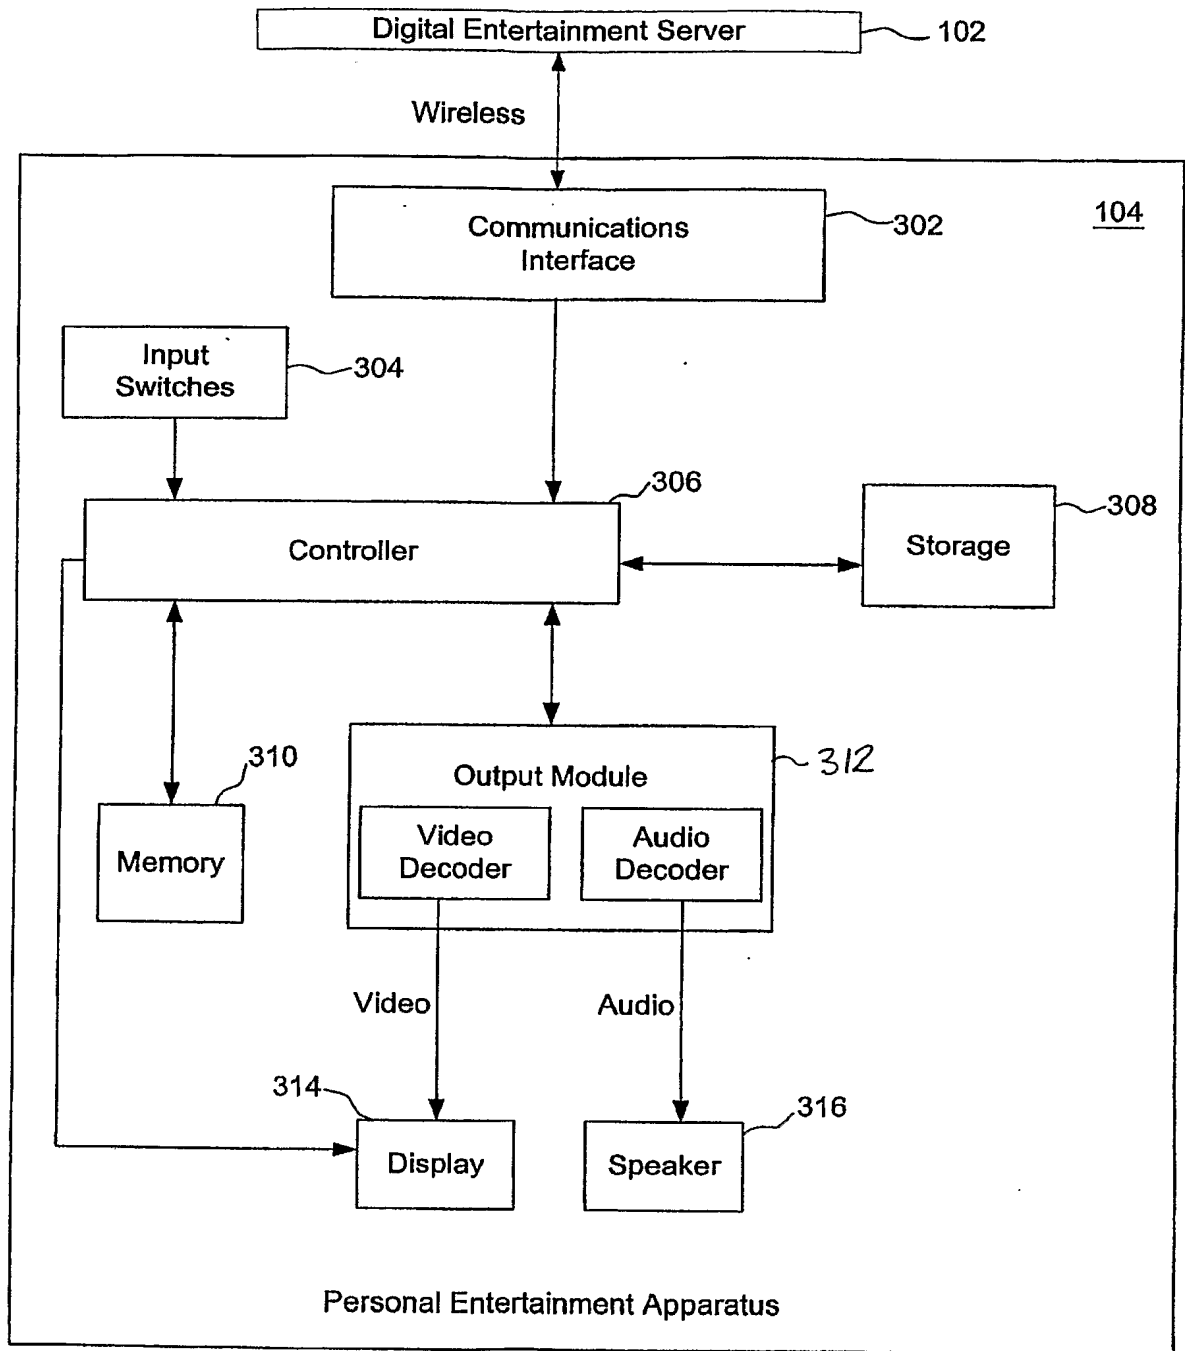 Digital Entertainment Server
102
Wireless
104
Communications
Interface
302
Input
Switches
304
306
Controller
308
Storage
310
Memory
312
Output Module
Video
Decoder
Audio
Decoder
Video
Audio
314
Display
316
Speaker
Personal Entertainment Apparatus